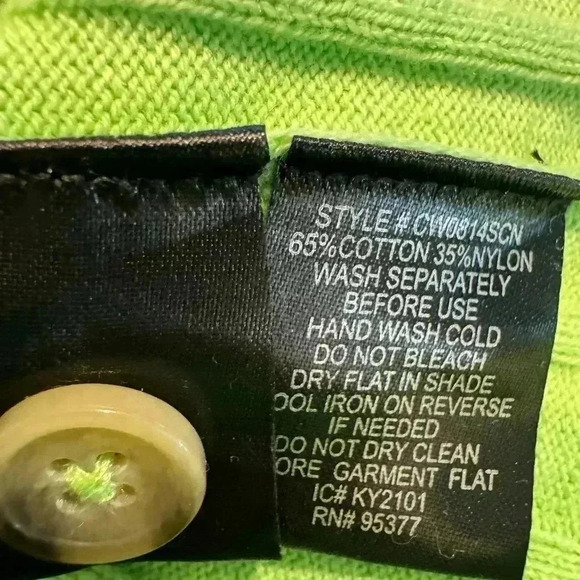 STYLE # CW0814SCN
65%COTTON 35%NYLON
WASH SEPARATELY
BEFORE USE
HAND WASH COLD
DO NOT BLEACH
DRY FLAT IN SHADE
OOL IRON ON REVERSE
IF NEEDED
DO NOT DRY CLEAN
ORE GARMENT FLAT
IC# KY2101
RN# 95377